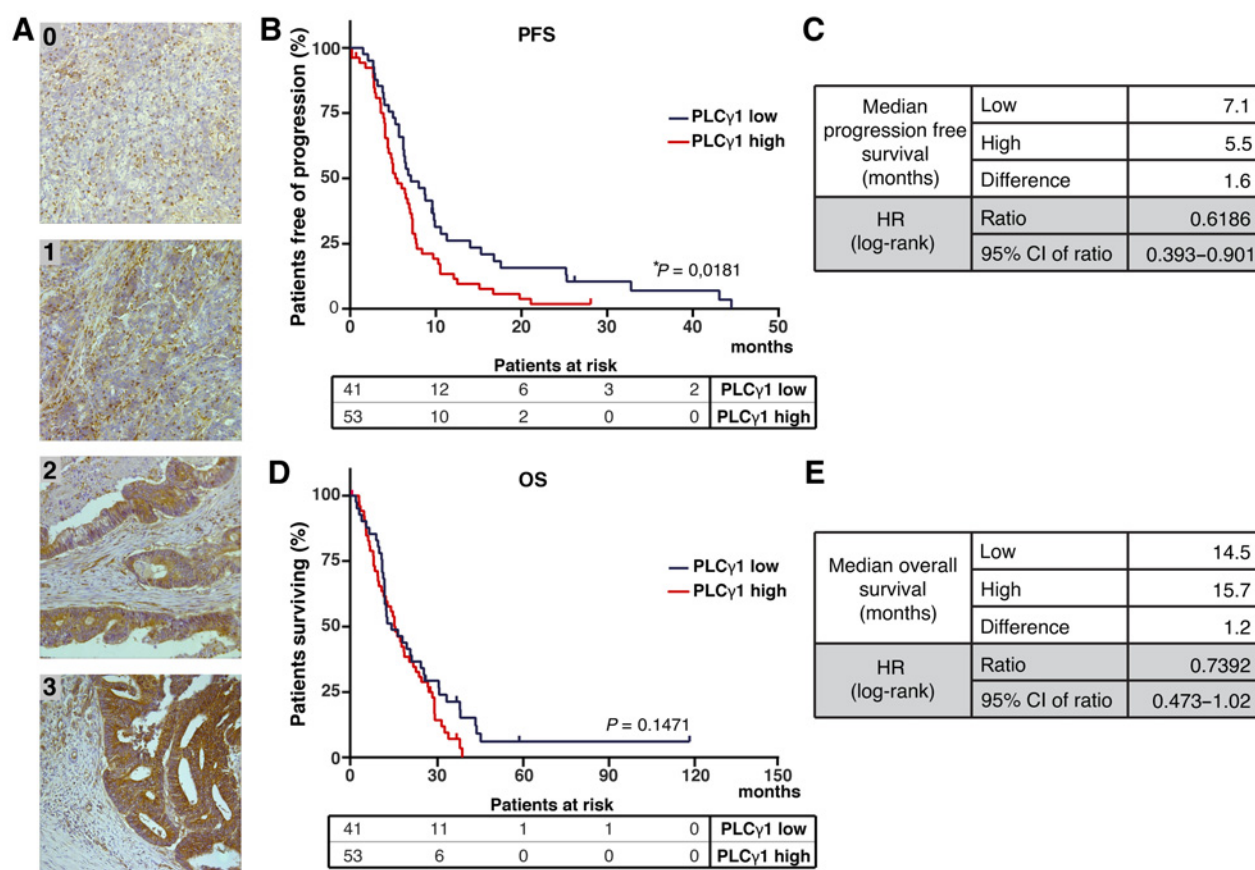 A
0
1
2
3
B
PFS
Patients free of progression (%)
100
75
50
25
0
PLCγ1 low
PLCγ1 high
*P = 0,0181
0 10 20 30 40 50
months
Patients at risk
41 12 6 3 2 PLCγ1 low
53 10 2 0 0 PLCγ1 high
C
Median progression free survival (months)
Low 7.1
High 5.5
Difference 1.6
HR (log-rank)
Ratio 0.6186
95% CI of ratio 0.393–0.901
D
OS
Patients surviving (%)
100
75
50
25
0
PLCγ1 low
PLCγ1 high
P = 0.1471
0 30 60 90 120 150
months
Patients at risk
41 11 1 1 0 PLCγ1 low
53 6 0 0 0 PLCγ1 high
E
Median overall survival (months)
Low 14.5
High 15.7
Difference 1.2
HR (log-rank)
Ratio 0.7392
95% CI of ratio 0.473–1.02